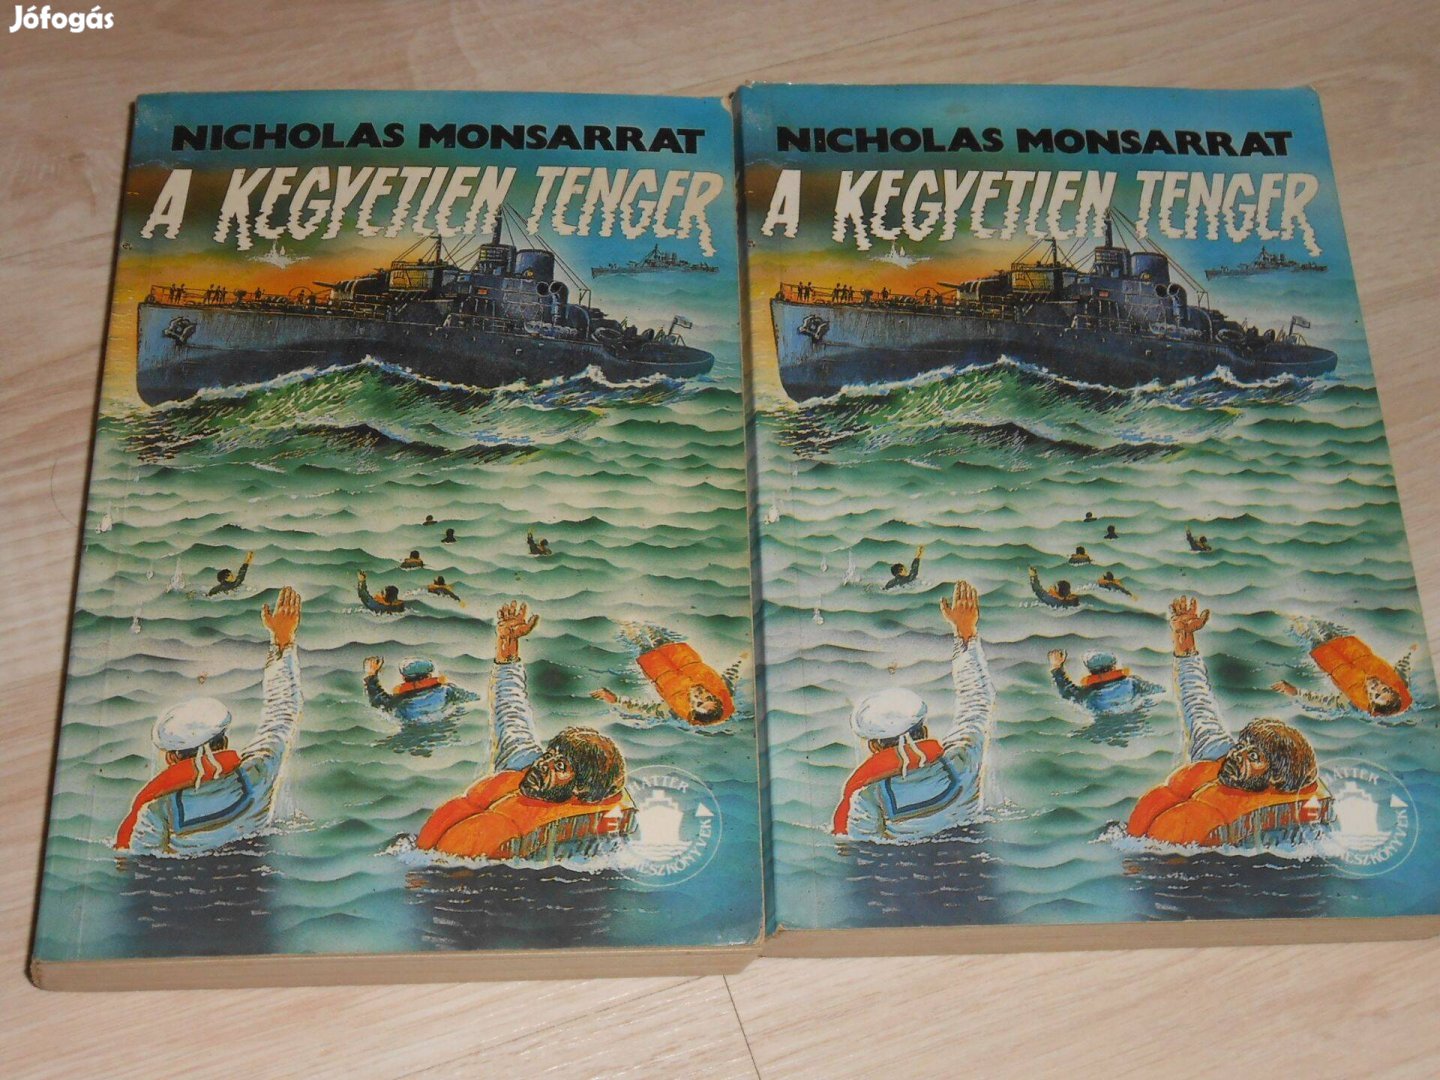 Jófogás
NICHOLAS MONSARRAT
A KEGYETLEN TENGER
NICHOLAS MONSARRAT
A KEGYETLEN TENGER